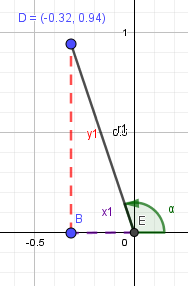 D = (-0.32, 0.94)
1
y1
B
x1
E
α
-0.5
0